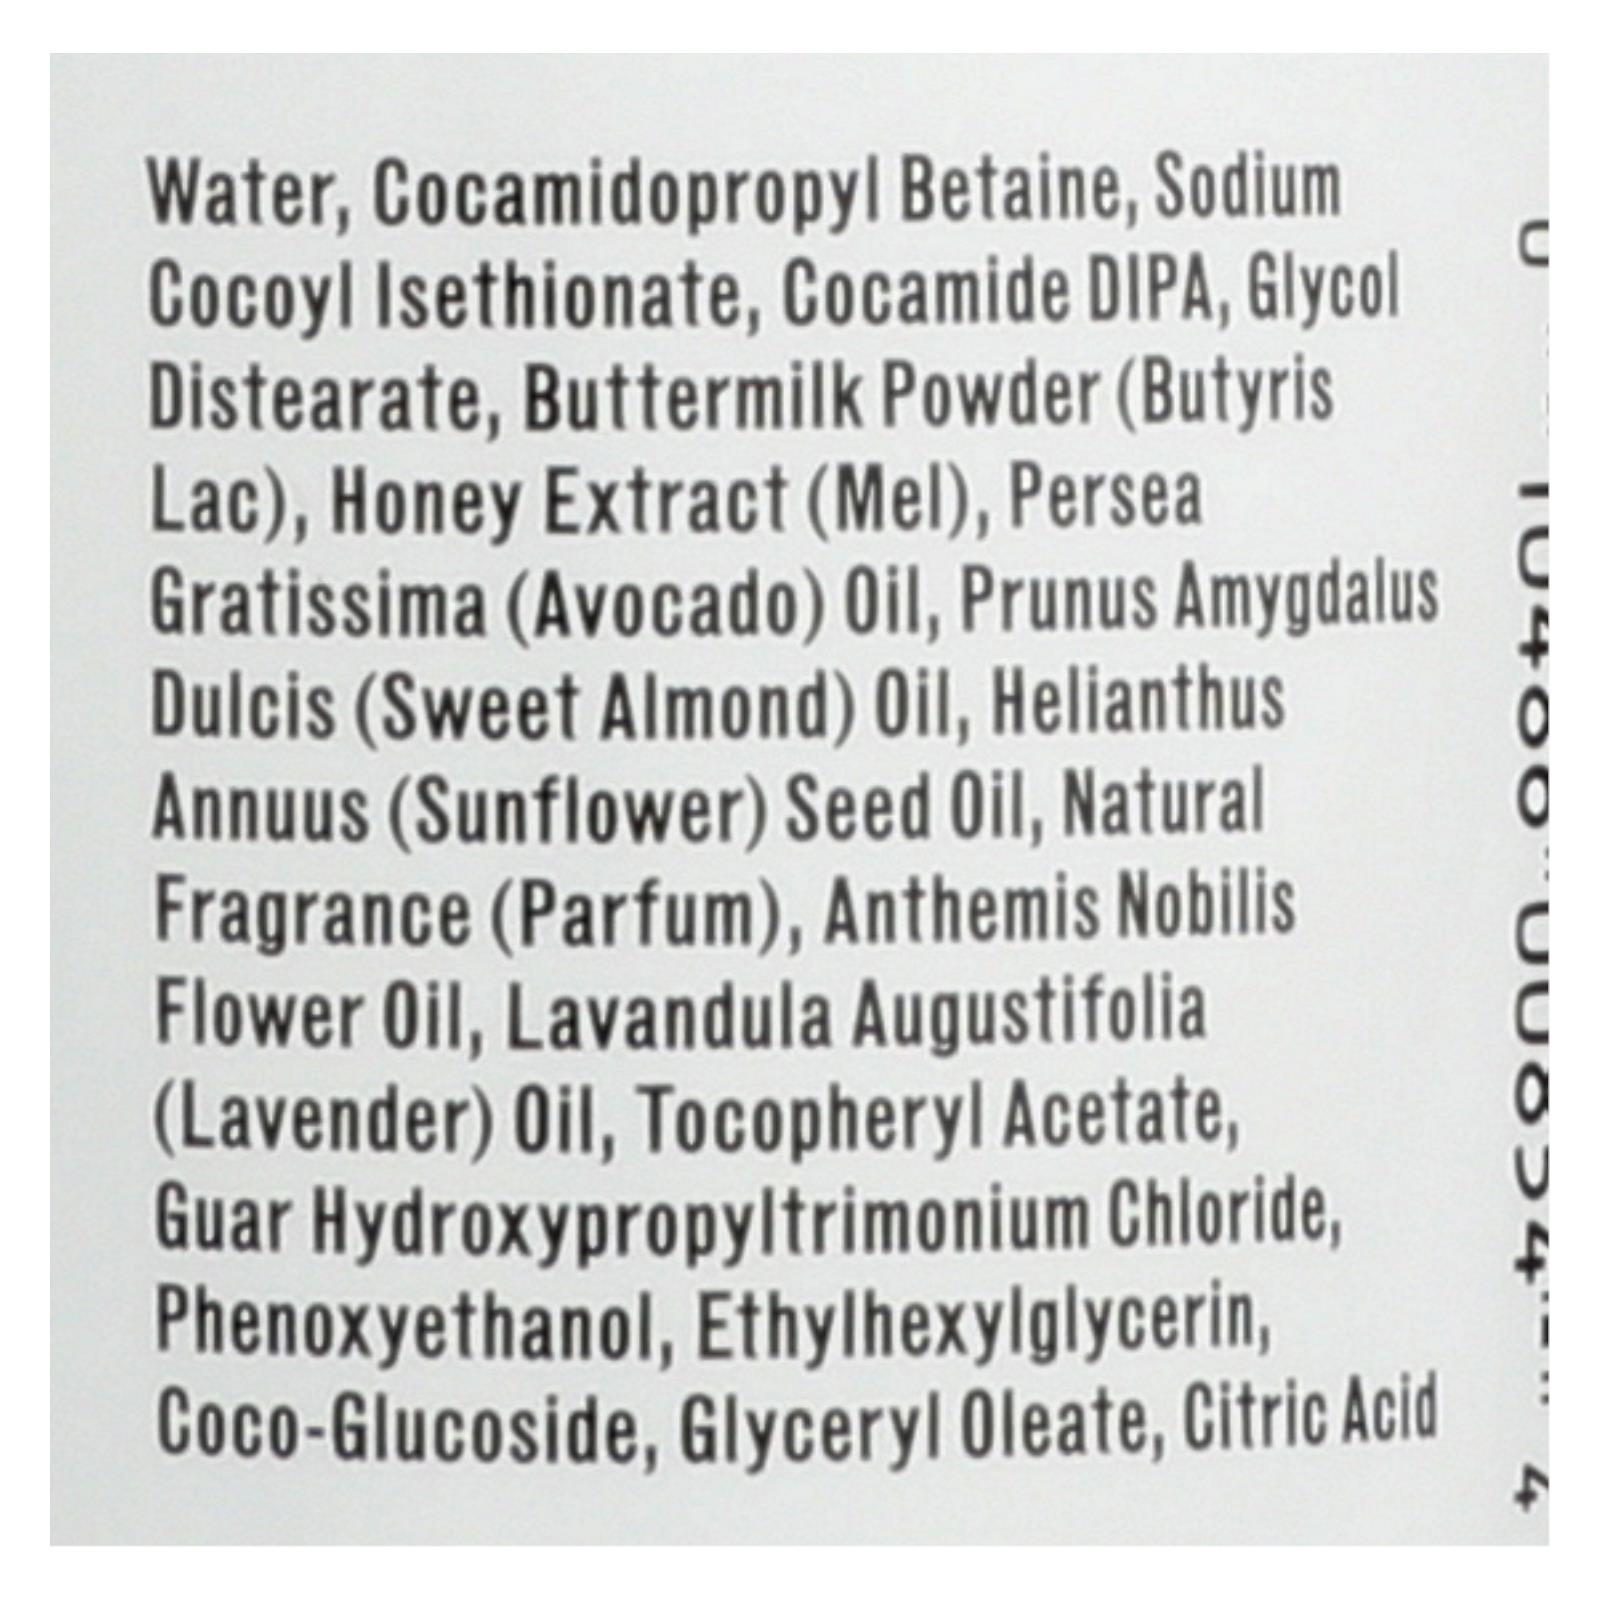 Water, Cocamidopropyl Betaine, Sodium
Cocoyl Isethionate, Cocamide DIPA, Glycol
Distearate, Buttermilk Powder (Butyris
Lac), Honey Extract (Mel), Persea
Gratissima (Avocado) Oil, Prunus Amygdalus
Dulcis (Sweet Almond) Oil, Helianthus
Annuus (Sunflower) Seed Oil, Natural
Fragrance (Parfum), Anthemis Nobilis
Flower Oil, Lavandula Augustifolia
(Lavender) Oil, Tocopheryl Acetate,
Guar Hydroxypropyltrimonium Chloride,
Phenoxyethanol, Ethylhexylglycerin,
Coco-Glucoside, Glyceryl Oleate, Citric Acid